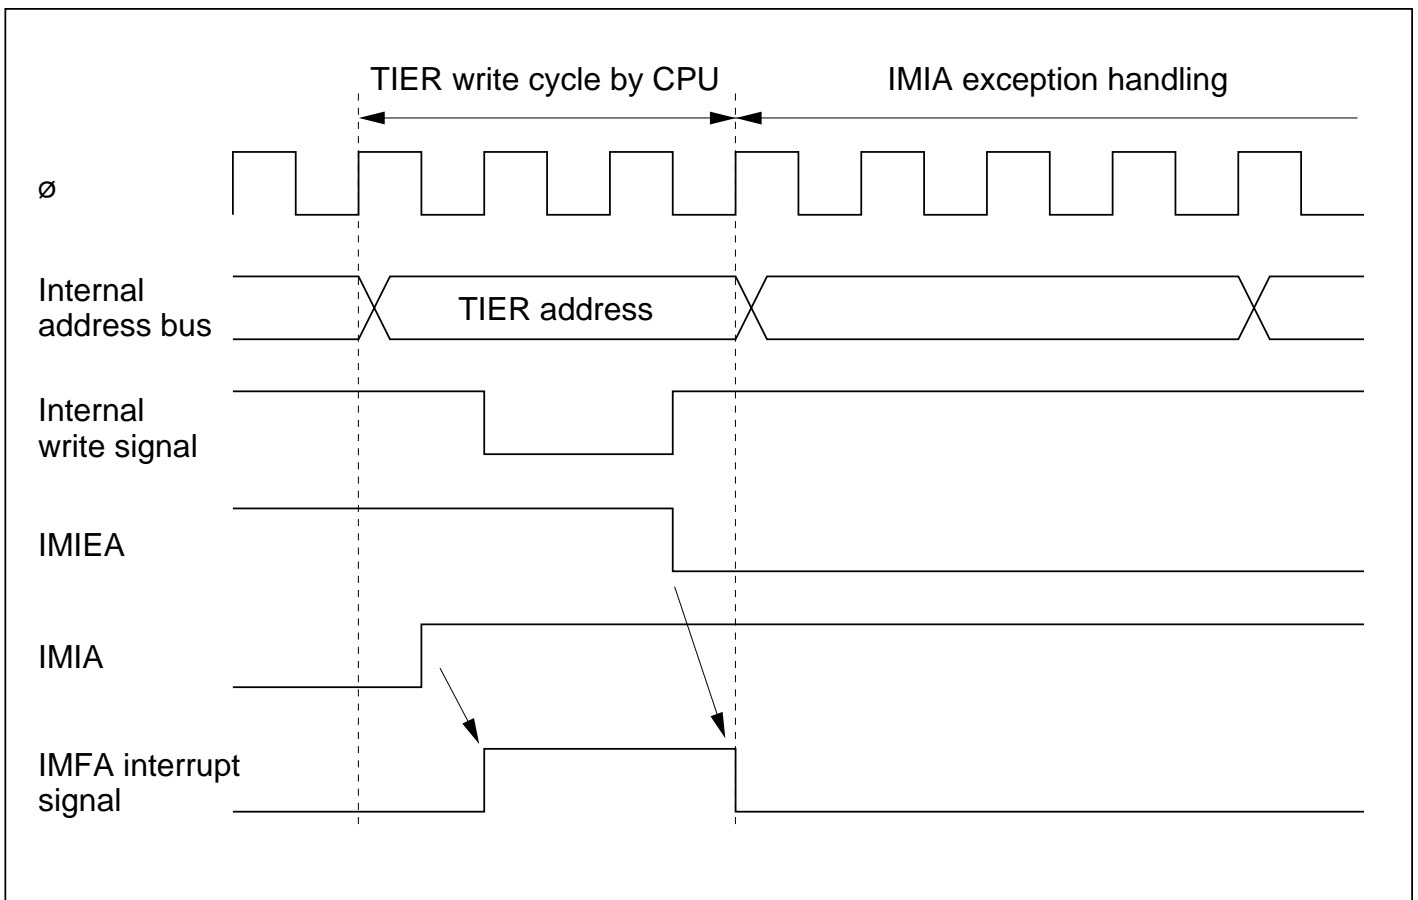 TIER write cycle by CPU
IMIA exception handling
ø
Internal
address bus
TIER address
Internal
write signal
IMIEA
IMIA
IMFA interrupt
signal